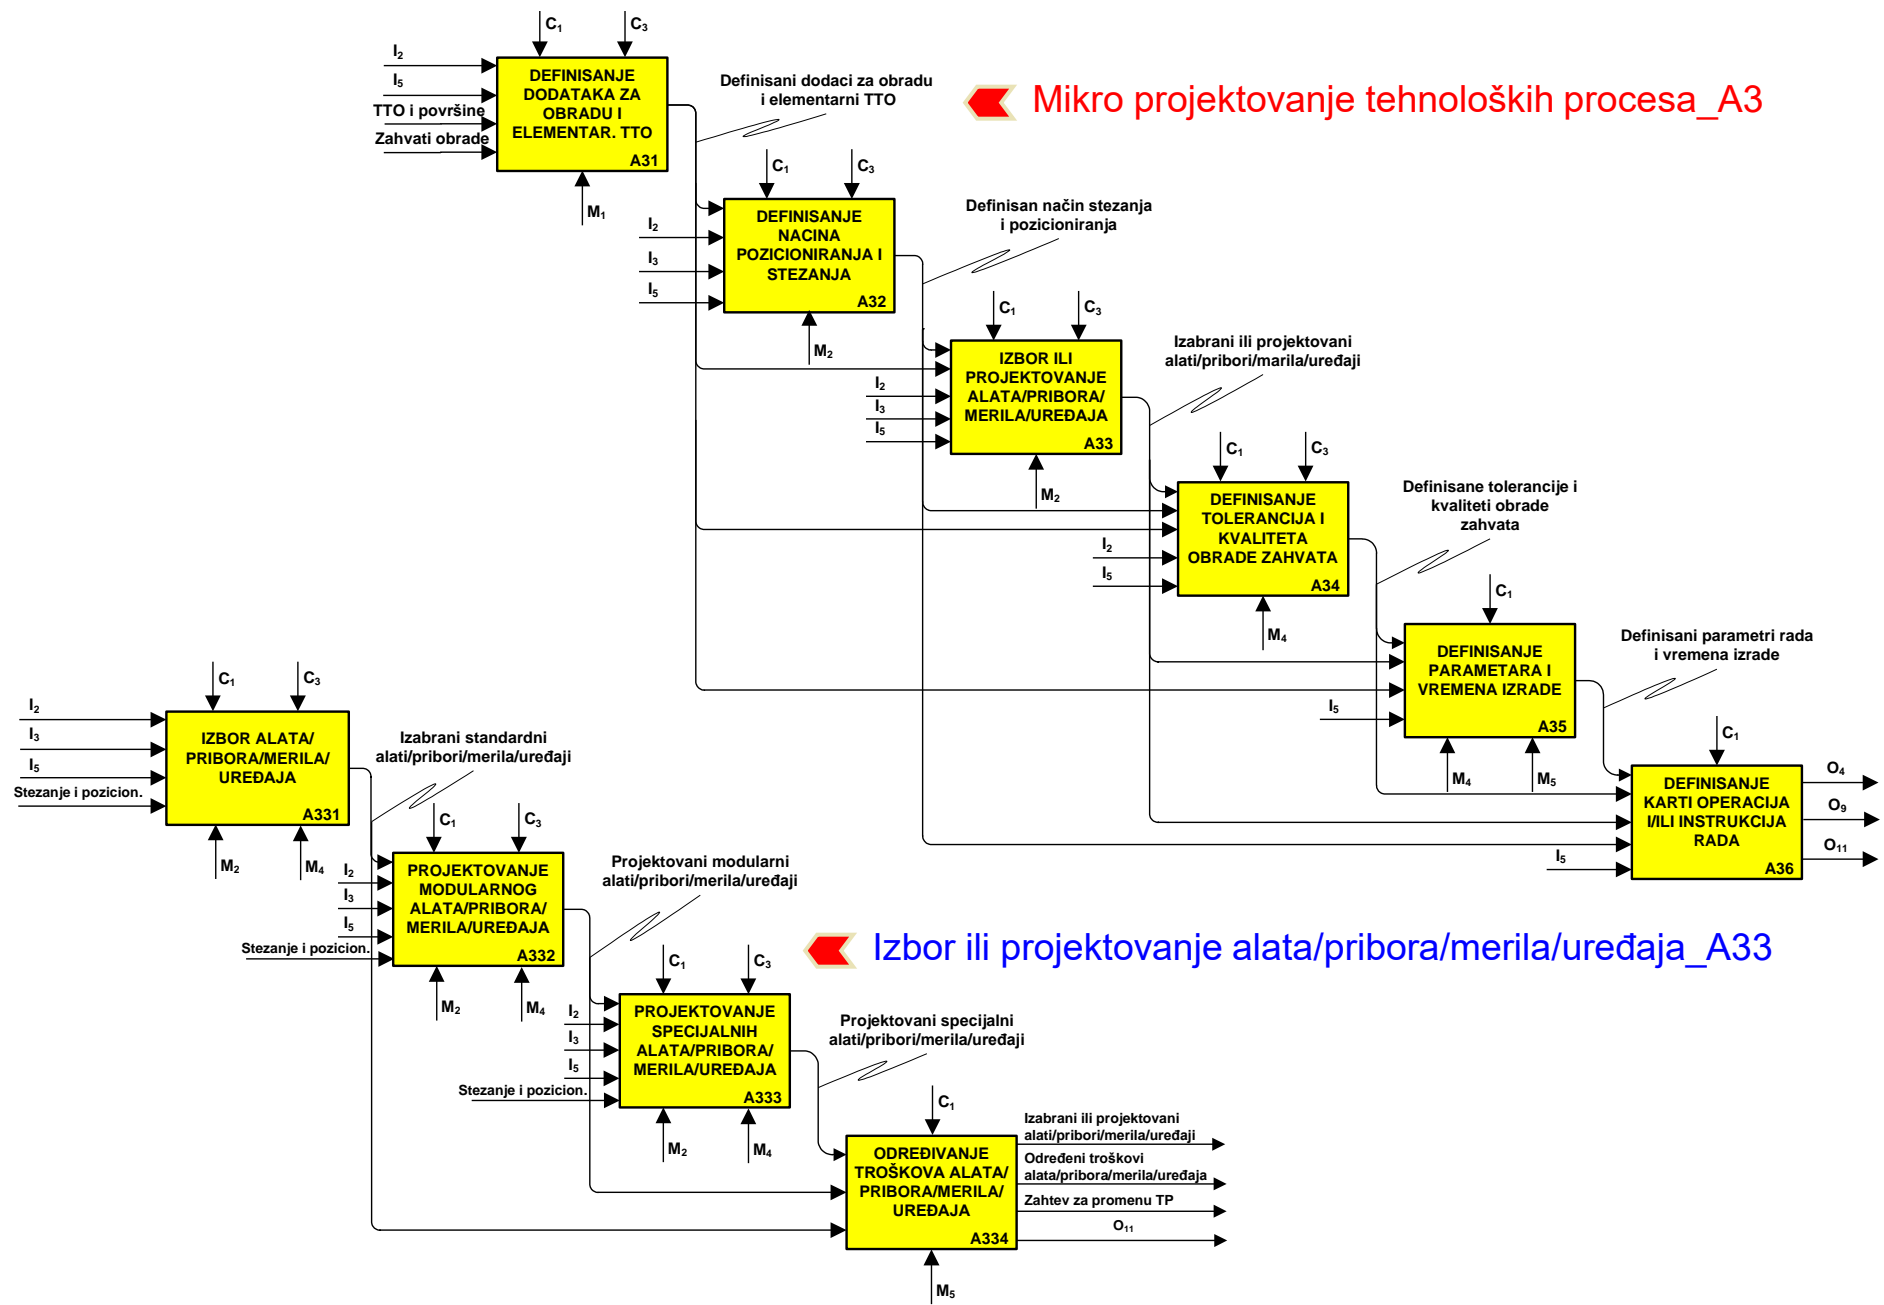 C₁
C₃
I₂
I₅
TTO i površine
Zahvati obrade
DEFINISANJE
DODATAKA ZA
OBRADU I
ELEMENTAR. TTO
A31
M₁
Definisani dodaci za obradu
i elementarni TTO
Mikro projektovanje tehnoloških procesa_A3
C₁
C₃
I₂
I₃
I₅
DEFINISANJE
NACINA
POZICIONIRANJA I
STEZANJA
A32
M₂
Definisan način stezanja
i pozicioniranja
C₁
C₃
I₂
I₃
I₅
IZBOR ILI
PROJEKTOVANJE
ALATA/PRIBORA/
MERILA/UREĐAJA
A33
M₂
Izabrani ili projektovani
alati/pribori/marila/uređaji
C₁
C₃
I₂
I₅
DEFINISANJE
TOLERANCIJA I
KVALITETA
OBRADE ZAHVATA
A34
M₄
Definisane tolerancije i
kvaliteti obrade
zahvata
C₁
I₅
DEFINISANJE
PARAMETARA I
VREMENA IZRADE
A35
M₄
M₅
Definisani parametri rada
i vremena izrade
C₁
I₅
DEFINISANJE
KARTI OPERACIJA
I/ILI INSTRUKCIJA
RADA
A36
O₄
O₉
O₁₁
C₁
C₃
I₂
I₃
I₅
Stezanje i pozicion.
IZBOR ALATA/
PRIBORA/MERILA/
UREĐAJA
A331
M₂
M₄
Izabrani standardni
alati/pribori/merila/uređaji
C₁
C₃
I₂
I₃
I₅
Stezanje i pozicion.
PROJEKTOVANJE
MODULARNOG
ALATA/PRIBORA/
MERILA/UREĐAJA
A332
M₂
M₄
Projektovani modularni
alati/pribori/merila/uređaji
Izbor ili projektovanje alata/pribora/merila/uređaja_A33
C₁
C₃
I₂
I₃
I₅
Stezanje i pozicion.
PROJEKTOVANJE
SPECIJALNIH
ALATA/PRIBORA/
MERILA/UREĐAJA
A333
M₂
M₄
Projektovani specijalni
alati/pribori/merila/uređaji
C₁
ODREĐIVANJE
TROŠKOVA ALATA/
PRIBORA/MERILA/
UREĐAJA
A334
M₅
Izabrani ili projektovani
alati/pribori/merila/uređaji
Određeni troškovi
alata/pribora/merila/uređaja
Zahtev za promenu TP
O₁₁